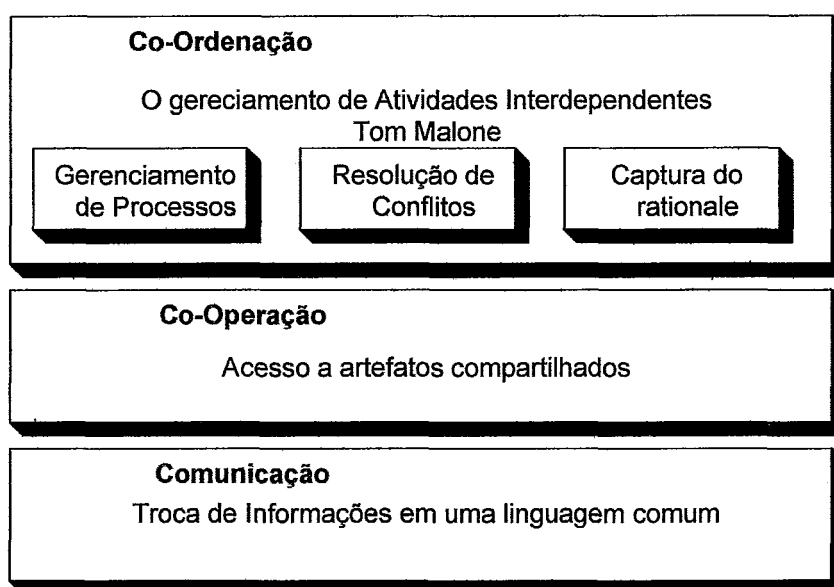 Co-Ordenação
O gereciamento de Atividades Interdependentes
Tom Malone
Gerenciamento
de Processos
Resolução de
Conflitos
Captura do
rationale
Co-Operação
Acesso a artefatos compartilhados
Comunicação
Troca de Informações em uma linguagem comum